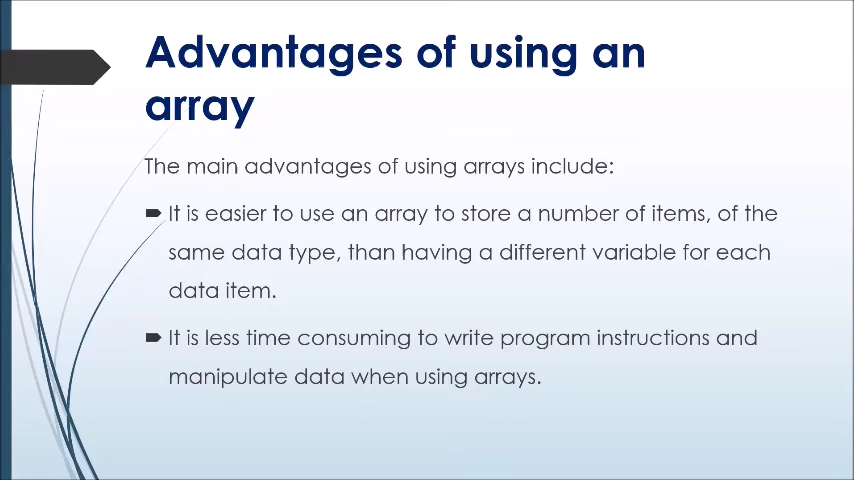 Advantages of using an
array
The main advantages of using arrays include:
It is easier to use an array to store a number of items, of the
same data type, than having a different variable for each
data item.
It is less time consuming to write program instructions and
manipulate data when using arrays.